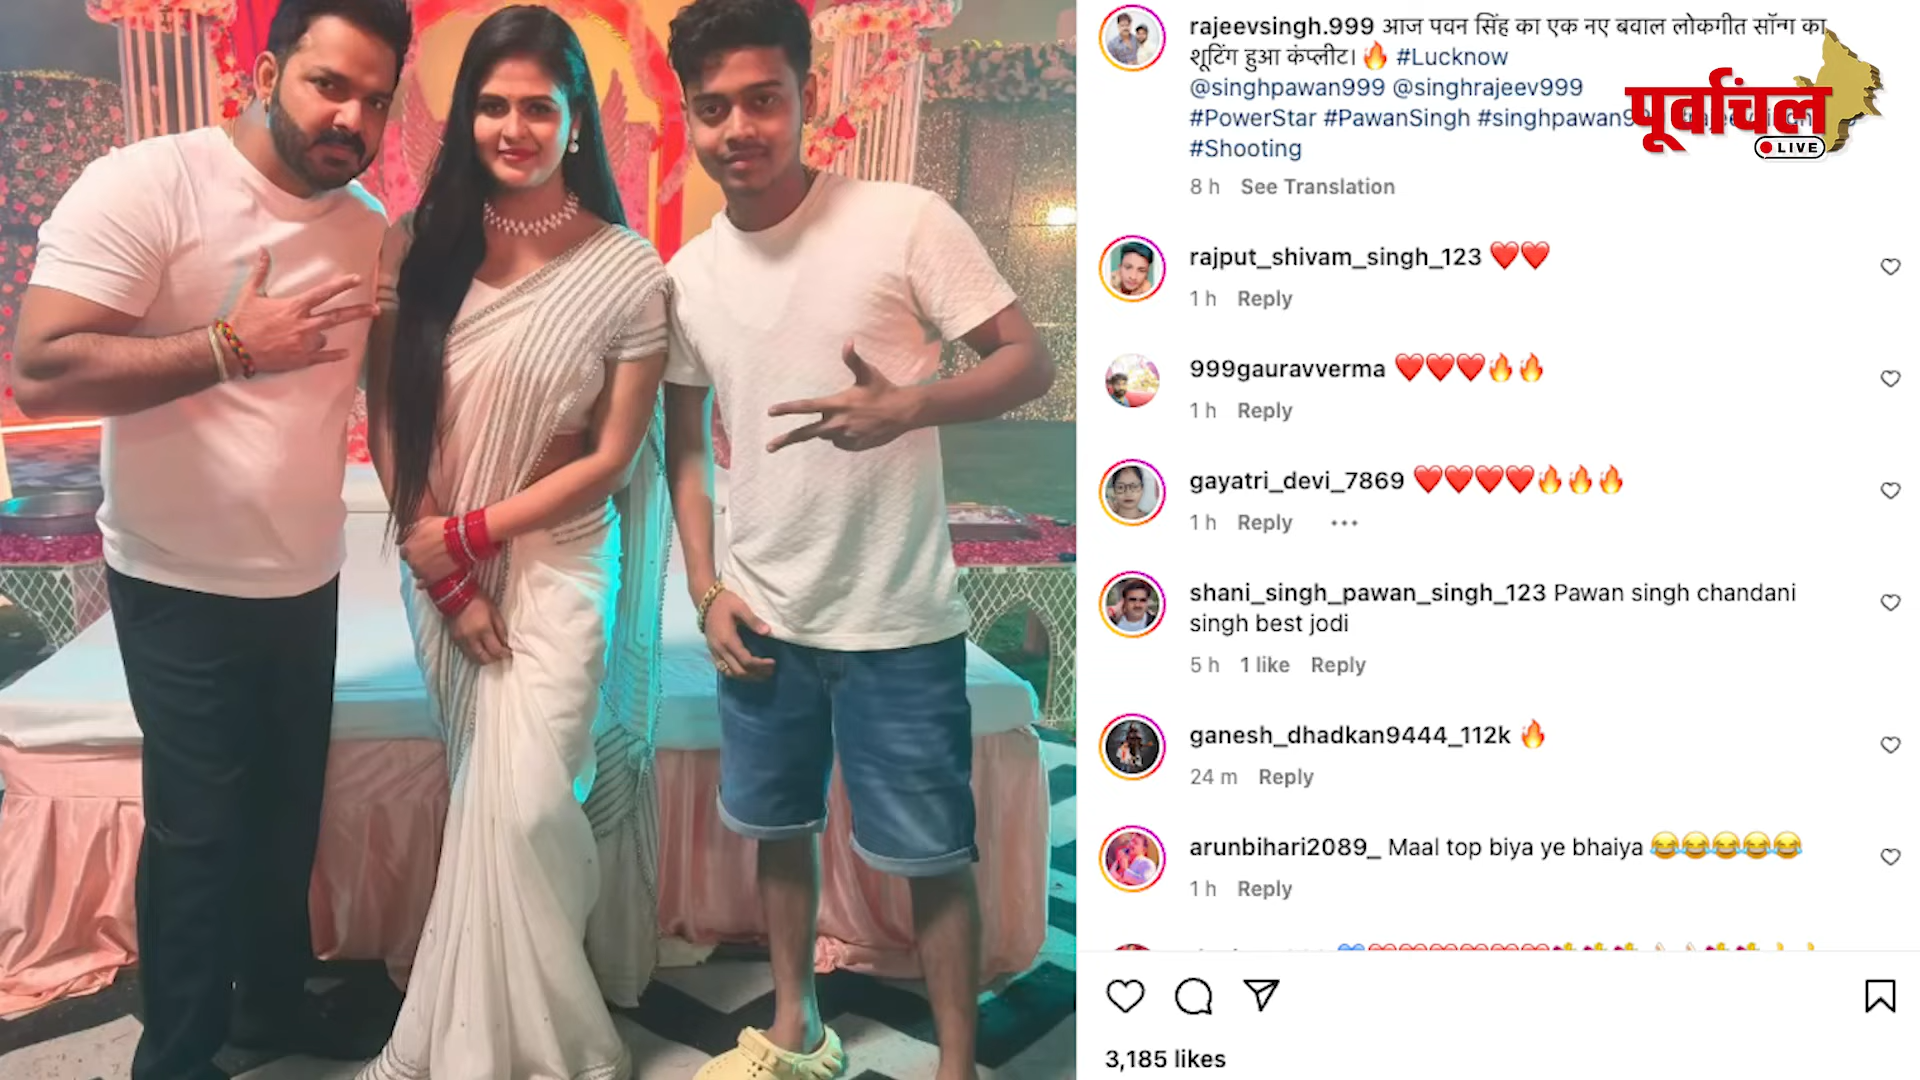 rajeevsingh.999 आज पवन सिंह का एक नए बवाल लोकगीत सॉन्ग का
शूटिंग हुआ कंप्लीट। 🔥 #Lucknow
@singhpawan999 @singhrajeev999
#PowerStar #PawanSingh
#Shooting
8 h See Translation
पूर्वांचल
LIVE
rajput_shivam_singh_123 ❤️❤️
1 h Reply
999gauravverma ❤️❤️❤️🔥🔥
1 h Reply
gayatri_devi_7869 ❤️❤️❤️❤️🔥🔥🔥
1 h Reply •••
shani_singh_pawan_singh_123 Pawan singh chandani
singh best jodi
5 h 1 like Reply
ganesh_dhadkan9444_112k 🔥
24 m Reply
arunbihari2089_ Maal top biya ye bhaiya 😂😂😂😂😂
1 h Reply
3,185 likes